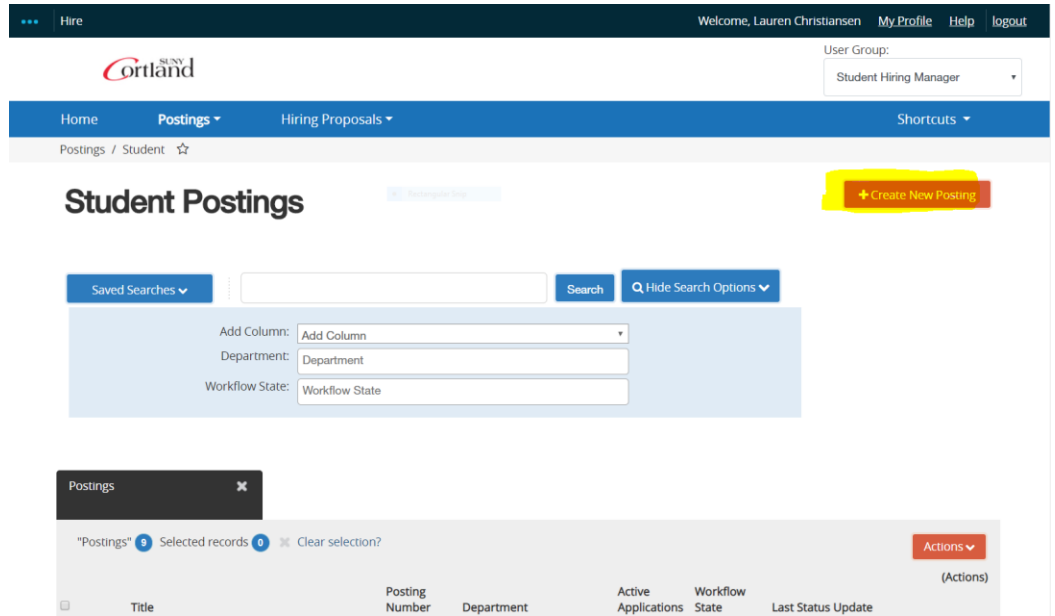 Hire
Welcome, Lauren Christiansen My Profile Help logout
SUNY
Cortland
User Group:
Student Hiring Manager
Home Postings Hiring Proposals Shortcuts
Postings / Student
Student Postings
Rectangular Snip
+ Create New Posting
Saved Searches Search Hide Search Options
Add Column: Add Column
Department: Department
Workflow State: Workflow State
Postings
"Postings" 9 Selected records 0 Clear selection?
Actions
(Actions)
Title Posting Number Department Active Applications Workflow State Last Status Update